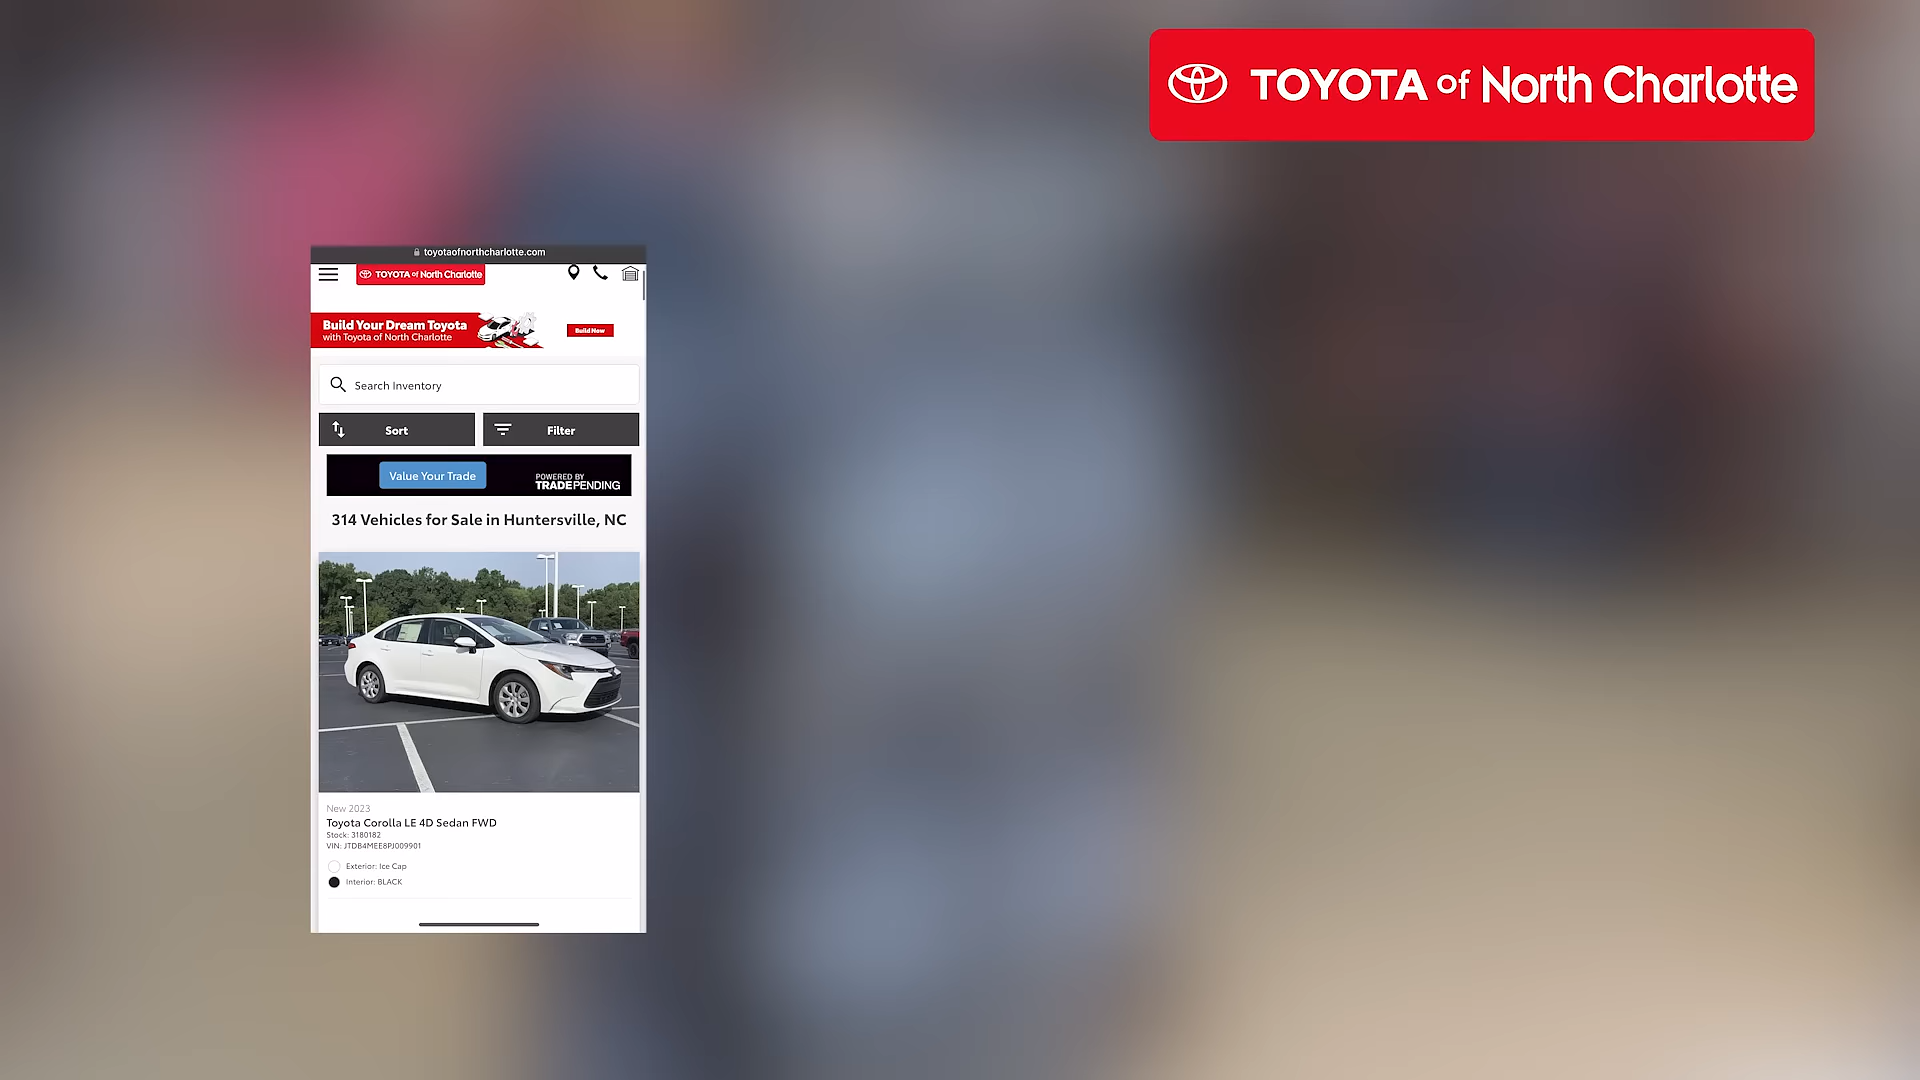 TOYOTA of North Charlotte
toyotaofnorthcharlotte.com
TOYOTA of North Charlotte
Build Your Dream Toyota
with Toyota of North Charlotte
Build Now
Search Inventory
Sort
Filter
Value Your Trade
POWERED BY
TRADEPENDING
314 Vehicles for Sale in Huntersville, NC
New 2023
Toyota Corolla LE 4D Sedan FWD
Stock: 3180182
VIN: JTDB4MEE8PJ009901
Exterior: Ice Cap
Interior: BLACK